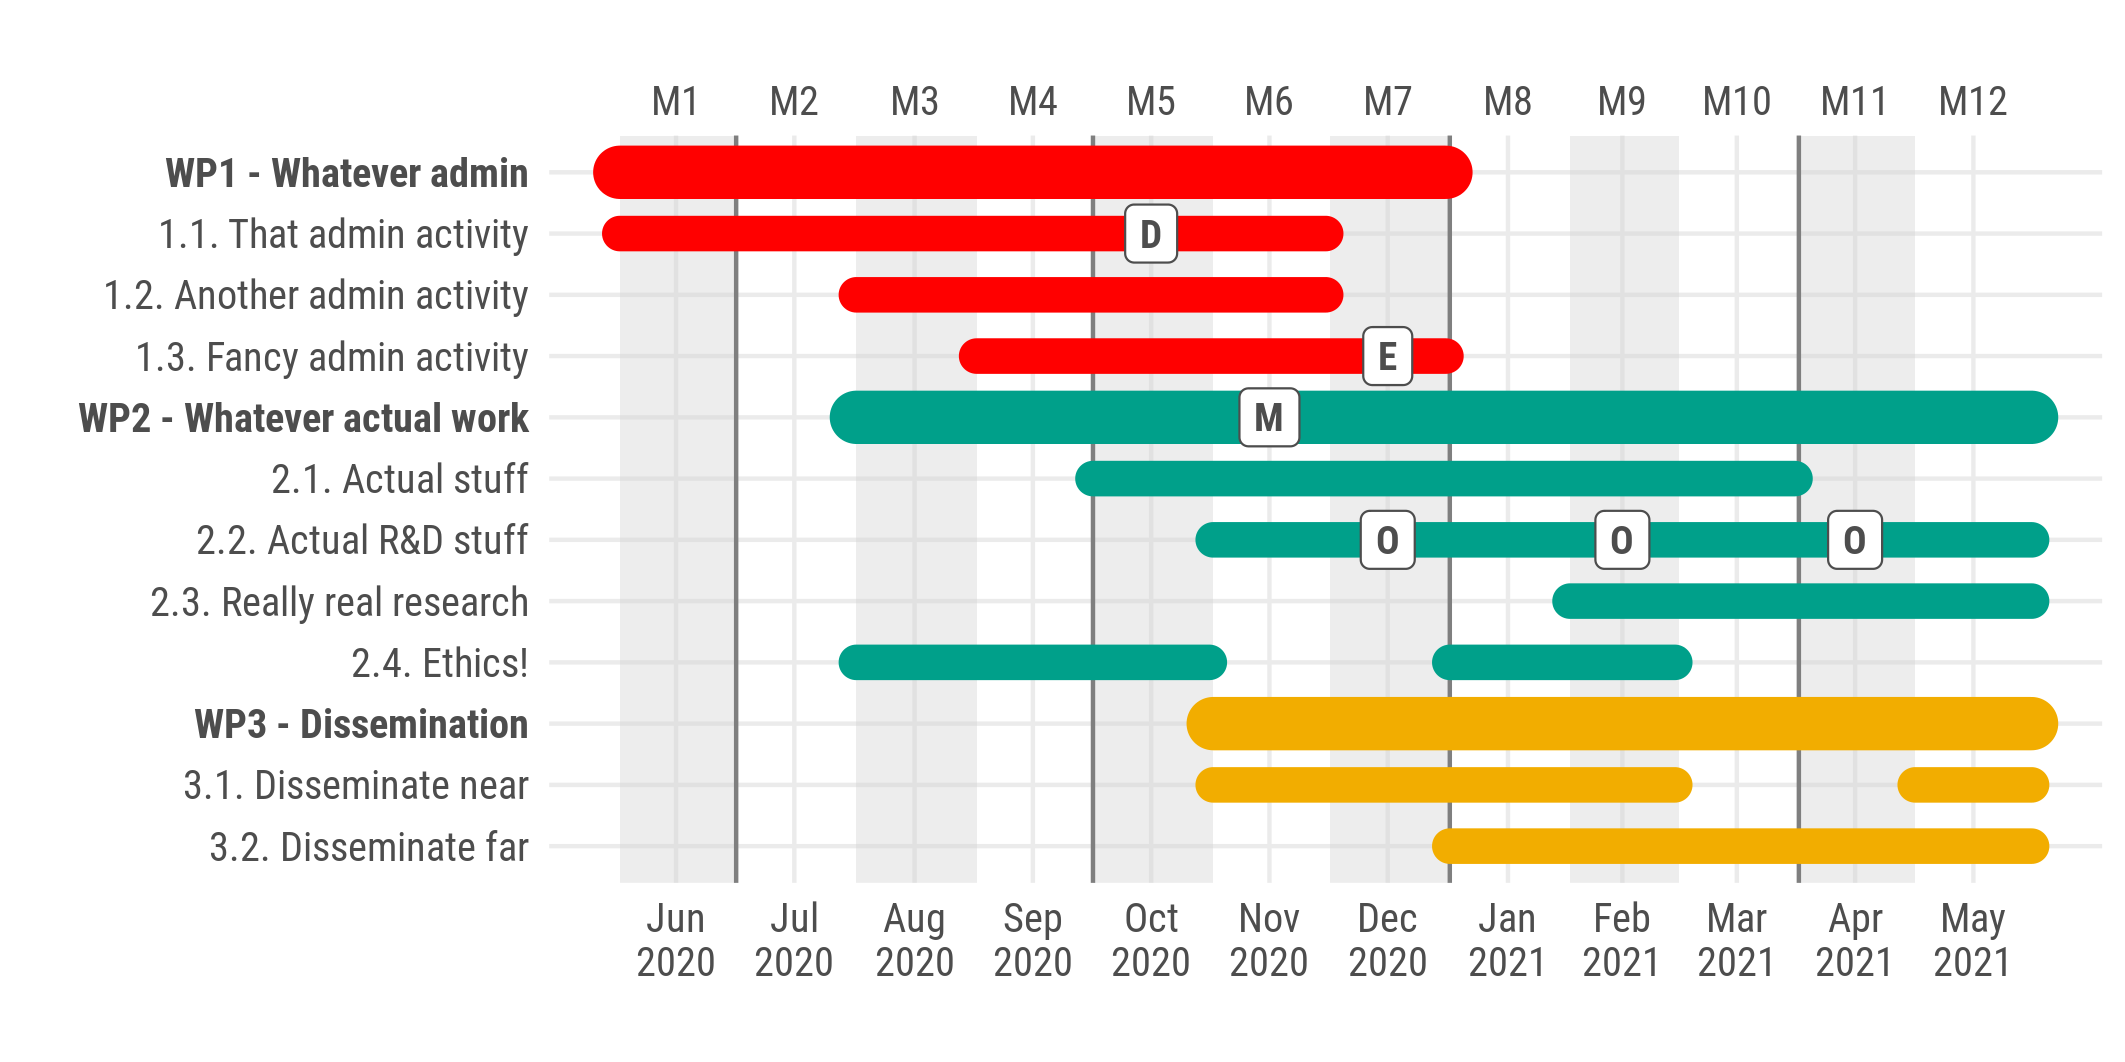 M1 M2 M3 M4 M5 M6 M7 M8 M9 M10 M11 M12
WP1 - Whatever admin
1.1. That admin activity D
1.2. Another admin activity
1.3. Fancy admin activity E
WP2 - Whatever actual work M
2.1. Actual stuff
2.2. Actual R&D stuff O O O
2.3. Really real research
2.4. Ethics!
WP3 - Dissemination
3.1. Disseminate near
3.2. Disseminate far
Jun Jul Aug Sep Oct Nov Dec Jan Feb Mar Apr May
2020 2020 2020 2020 2020 2020 2020 2021 2021 2021 2021 2021